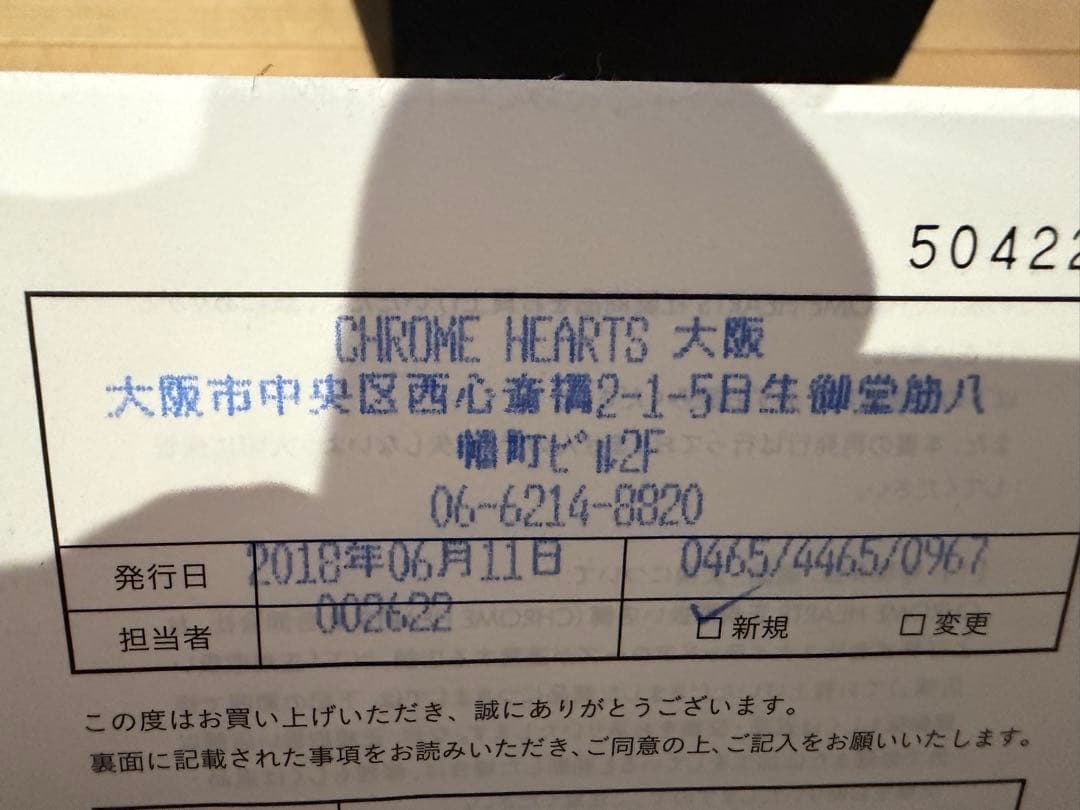 50422
CHROME HEARTS 大阪
大阪市中央区西心斎橋2-1-5日生御堂筋八
幡町ビル2F
06-6214-8820
発行日 2018年06月11日 0465/4465/0967
担当者 002622 ☐ 新規 ☐ 変更
この度はお買い上げいただき、誠にありがとうございます。
裏面に記載された事項をお読みいただき、ご同意の上、ご記入をお願いいたします。